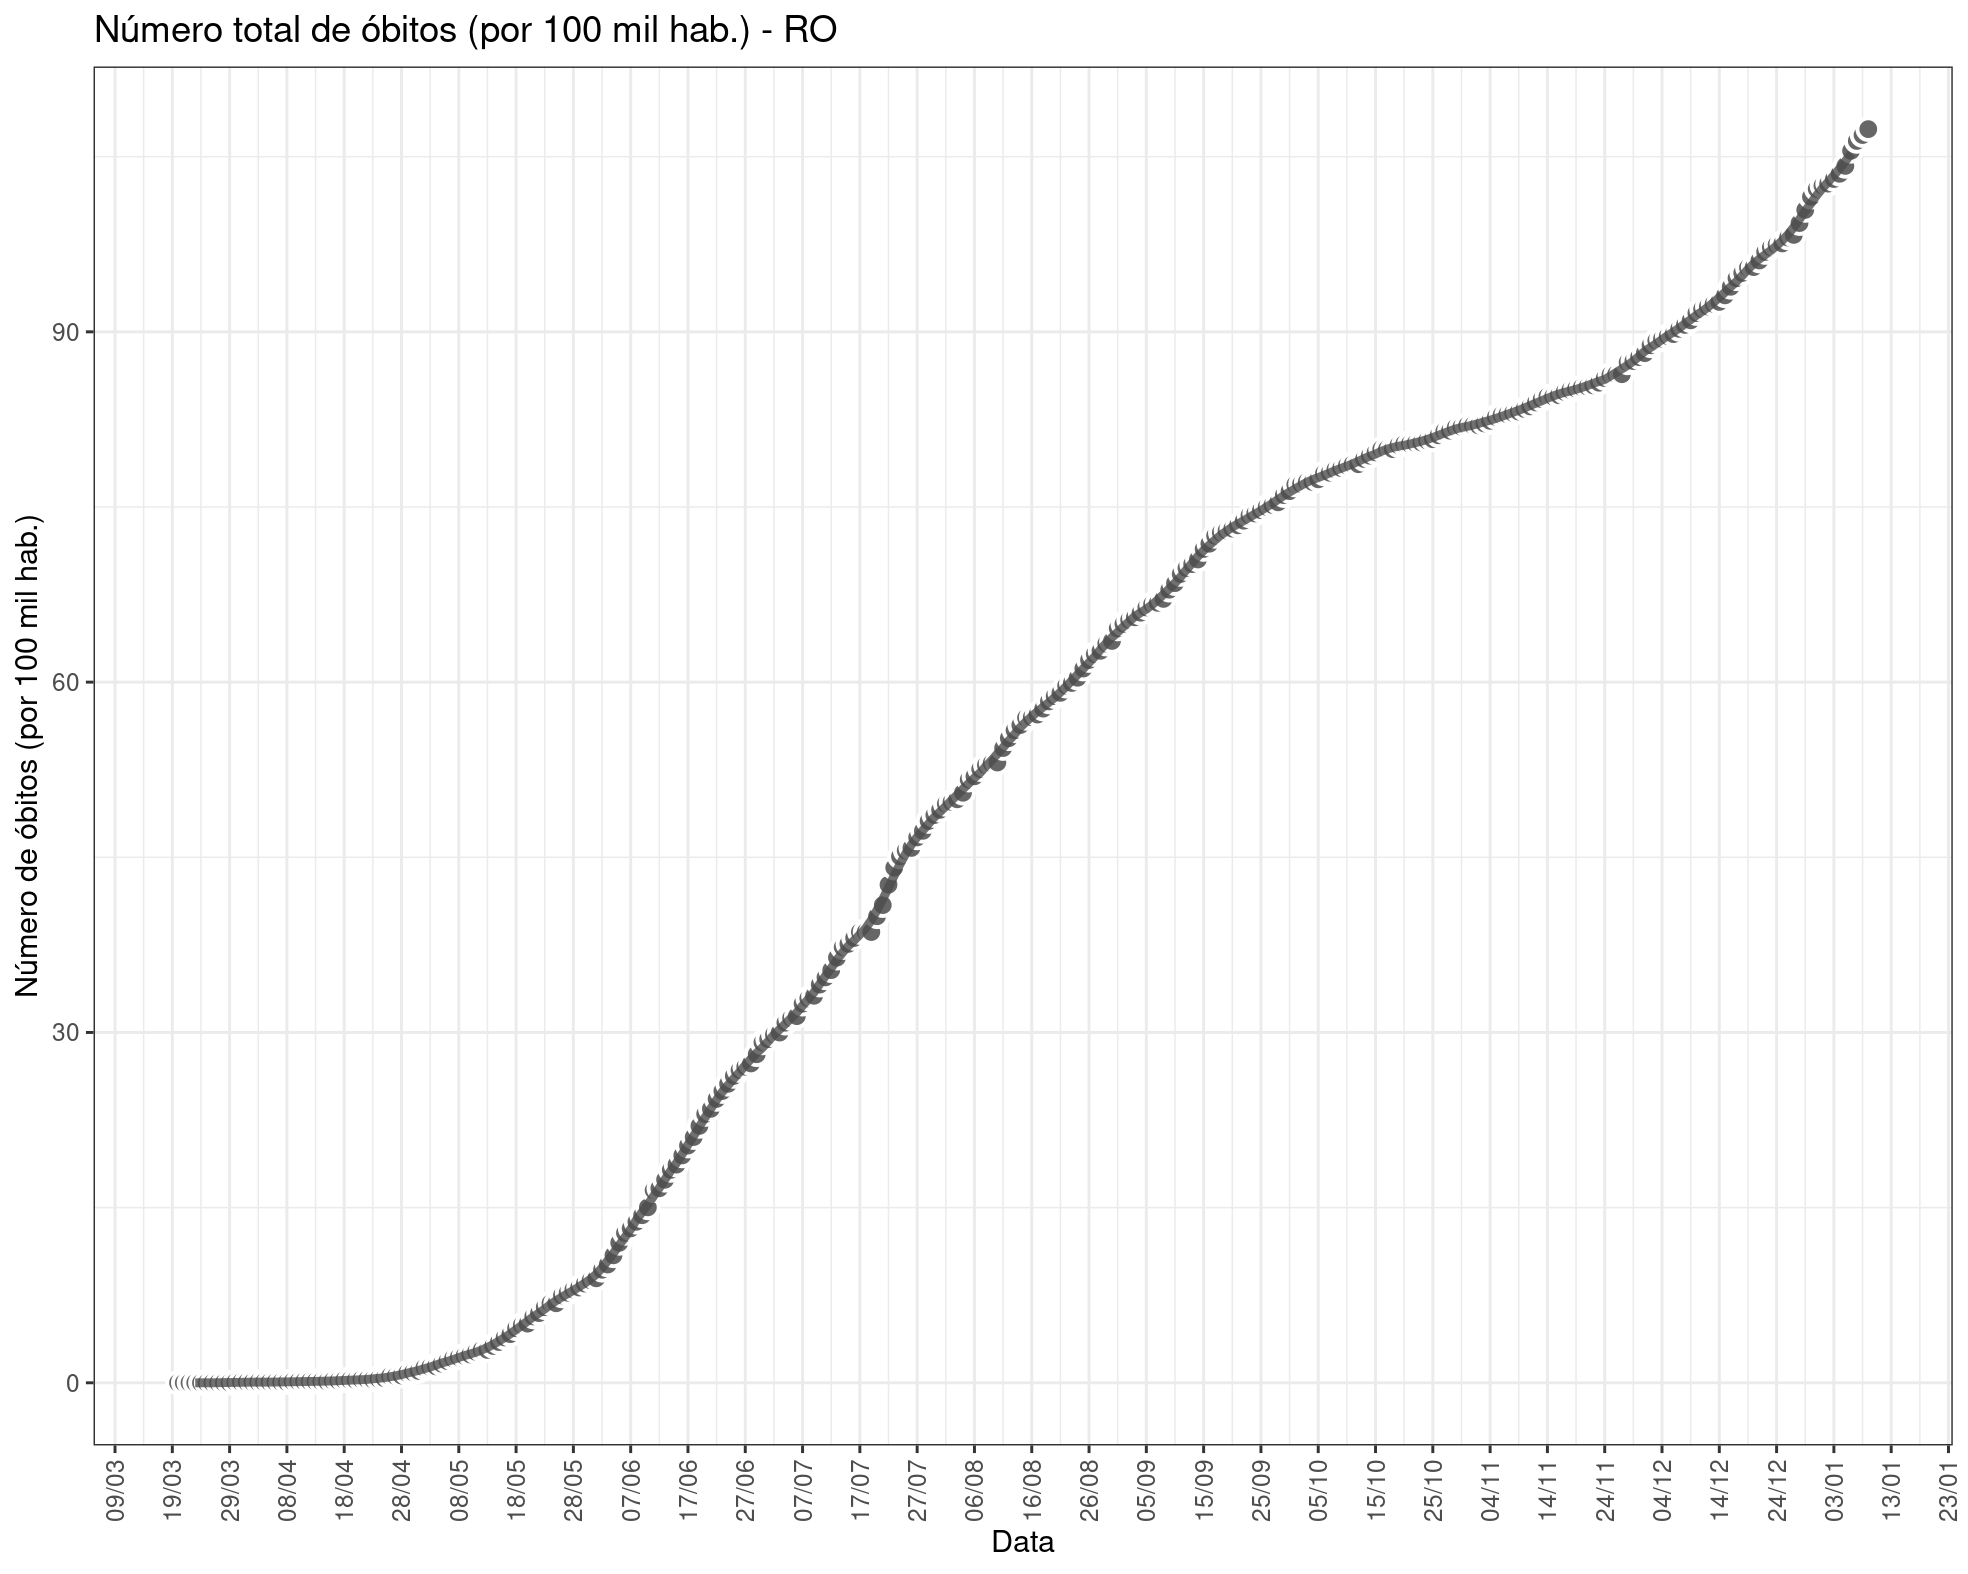 Número total de óbitos (por 100 mil hab.) - RO
Número de óbitos (por 100 mil hab.)
90
60
30
0
09/03 19/03 29/03 08/04 18/04 28/04 08/05 18/05 28/05 07/06 17/06 27/06 07/07 17/07 27/07 06/08 16/08 26/08 05/09 15/09 25/09 05/10 15/10 25/10 04/11 14/11 24/11 04/12 14/12 24/12 03/01 13/01 23/01
Data